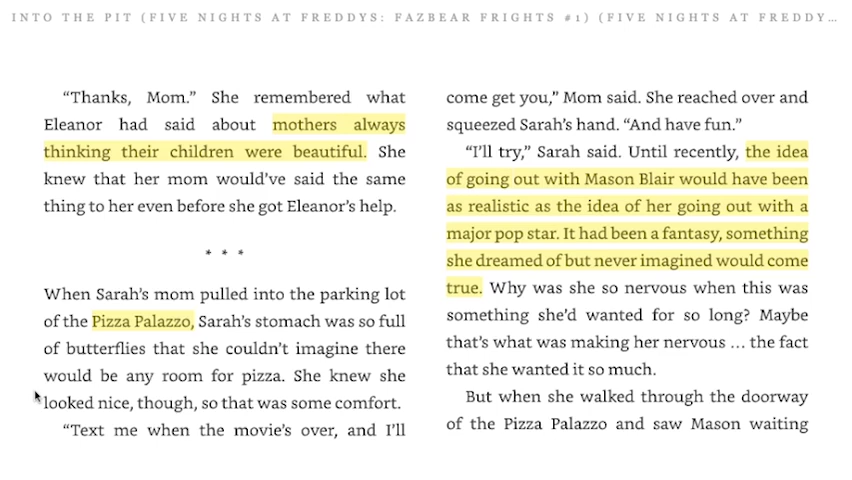 INTO THE PIT (FIVE NIGHTS AT FREDDYS: FAZBEAR FRIGHTS #1) (FIVE NIGHTS AT FREDDY…
“Thanks, Mom.” She remembered what
Eleanor had said about mothers always
thinking their children were beautiful. She
knew that her mom would’ve said the same
thing to her even before she got Eleanor’s help.
* * *
When Sarah’s mom pulled into the parking lot
of the Pizza Palazzo, Sarah’s stomach was so full
of butterflies that she couldn’t imagine there
would be any room for pizza. She knew she
looked nice, though, so that was some comfort.
“Text me when the movie’s over, and I’ll
come get you,” Mom said. She reached over and
squeezed Sarah’s hand. “And have fun.”
“I’ll try,” Sarah said. Until recently, the idea
of going out with Mason Blair would have been
as realistic as the idea of her going out with a
major pop star. It had been a fantasy, something
she dreamed of but never imagined would come
true. Why was she so nervous when this was
something she’d wanted for so long? Maybe
that’s what was making her nervous … the fact
that she wanted it so much.
But when she walked through the doorway
of the Pizza Palazzo and saw Mason waiting